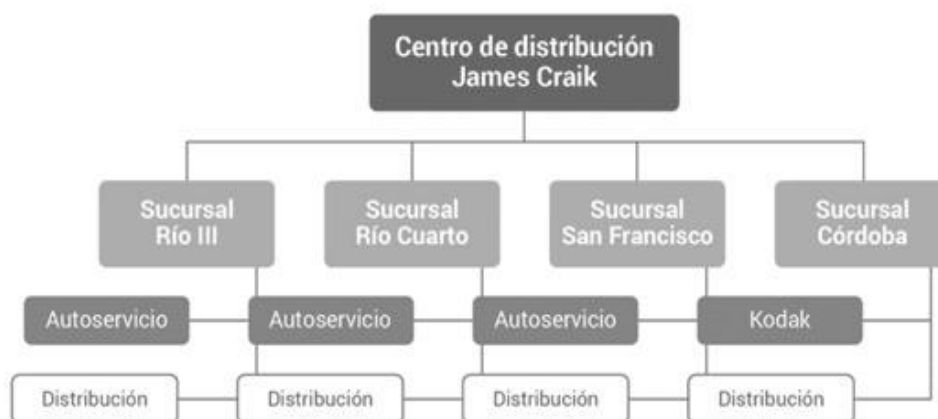 Centro de distribución
James Craik
Sucursal
Río III
Sucursal
Río Cuarto
Sucursal
San Francisco
Sucursal
Córdoba
Autoservicio
Autoservicio
Autoservicio
Kodak
Distribución
Distribución
Distribución
Distribución